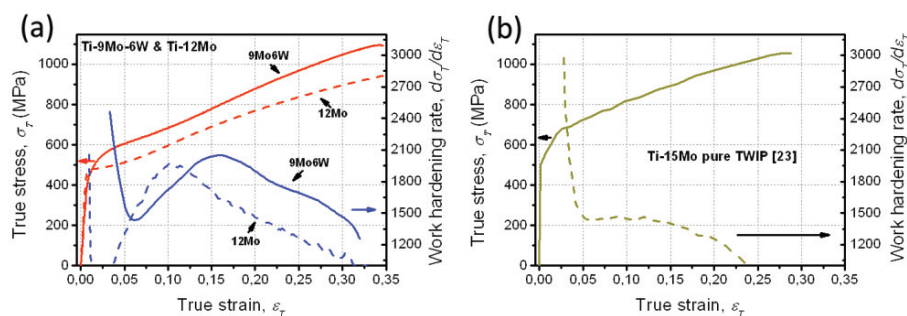 (a)
Ti-9Mo-6W & Ti-12Mo
9Mo6W
12Mo
9Mo6W
12Mo
True stress, σT (MPa)
1000
800
600
400
200
0
Work hardening rate, dσT/dεT
3000
2700
2400
2100
1800
1500
1200
0,00 0,05 0,10 0,15 0,20 0,25 0,30 0,35
True strain, εT
(b)
Ti-15Mo pure TWIP [23]
True stress, σT (MPa)
1000
800
600
400
200
0
Work hardening rate, dσT/dεT
3000
2700
2400
2100
1800
1500
1200
0,00 0,05 0,10 0,15 0,20 0,25 0,30 0,35
True strain, εT